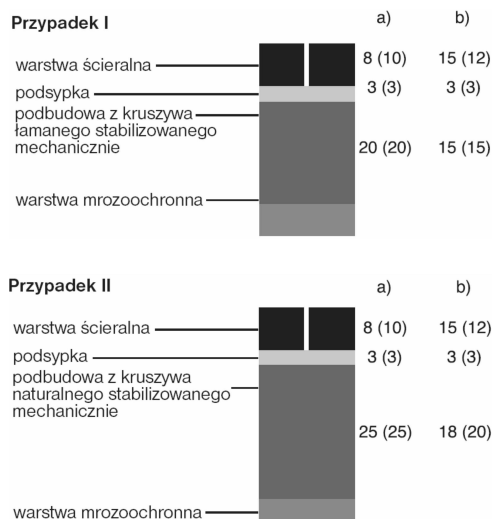 Przypadek I
a) b)
warstwa ścieralna 8 (10) 15 (12)
podsypka 3 (3) 3 (3)
podbudowa z kruszywa
łamanego stabilizowanego
mechanicznie 20 (20) 15 (15)
warstwa mrozoochronna
Przypadek II
a) b)
warstwa ścieralna 8 (10) 15 (12)
podsypka 3 (3) 3 (3)
podbudowa z kruszywa
naturalnego stabilizowanego
mechanicznie
25 (25) 18 (20)
warstwa mrozoochronna